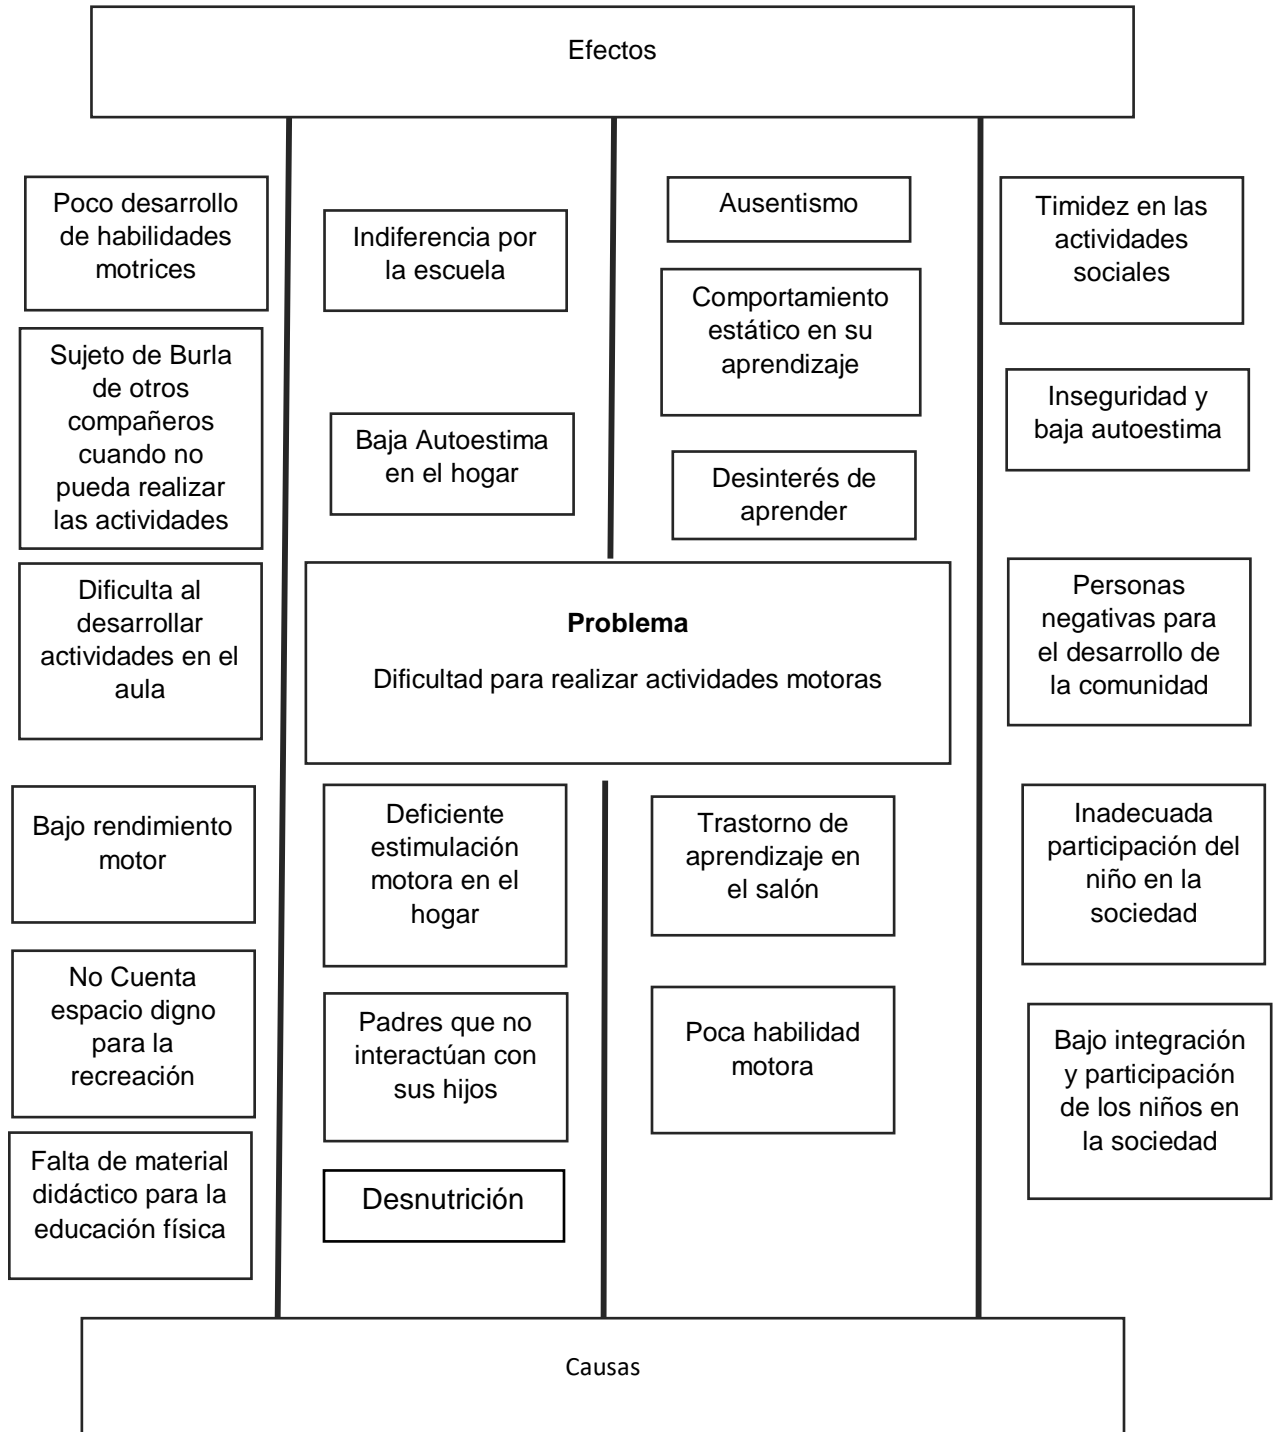 Efectos
Poco desarrollo
de habilidades
motrices
Indiferencia por
la escuela
Ausentismo
Timidez en las
actividades
sociales
Sujeto de Burla
de otros
compañeros
cuando no
pueda realizar
las actividades
Baja Autoestima
en el hogar
Comportamiento
estático en su
aprendizaje
Desinterés de
aprender
Inseguridad y
baja autoestima
Dificulta al
desarrollar
actividades en el
aula
Problema
Dificultad para realizar actividades motoras
Personas
negativas para
el desarrollo de
la comunidad
Bajo rendimiento
motor
Deficiente
estimulación
motora en el
hogar
Trastorno de
aprendizaje en
el salón
Inadecuada
participación del
niño en la
sociedad
No Cuenta
espacio digno
para la
recreación
Padres que no
interactúan con
sus hijos
Poca habilidad
motora
Bajo integración
y participación
de los niños en
la sociedad
Falta de material
didáctico para la
educación física
Desnutrición
Causas